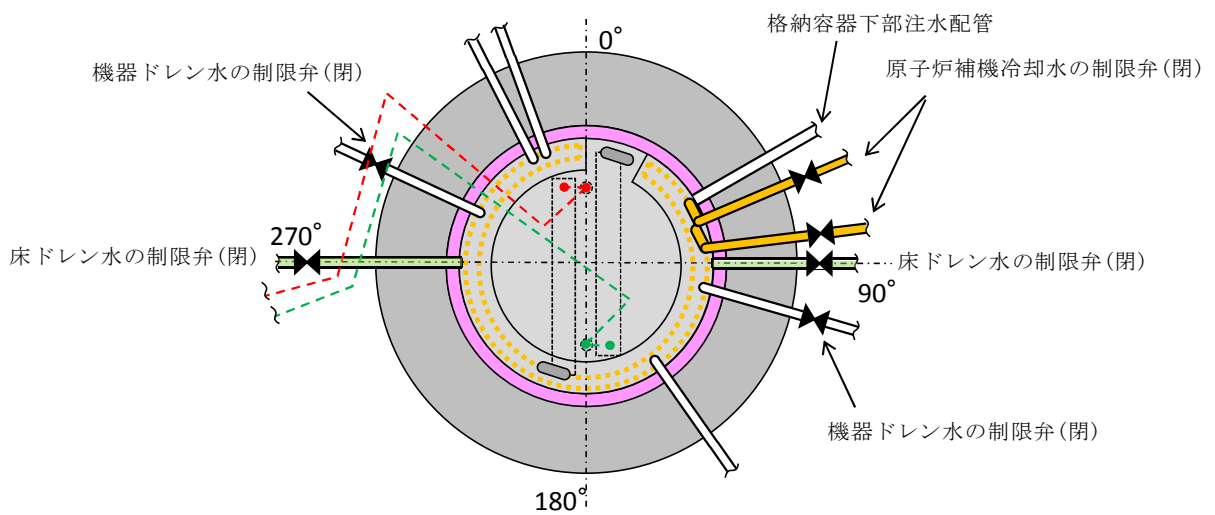 格納容器下部注水配管
0°
機器ドレン水の制限弁(閉)
原子炉補機冷却水の制限弁(閉)
270°
床ドレン水の制限弁(閉)
床ドレン水の制限弁(閉)
90°
機器ドレン水の制限弁(閉)
180°